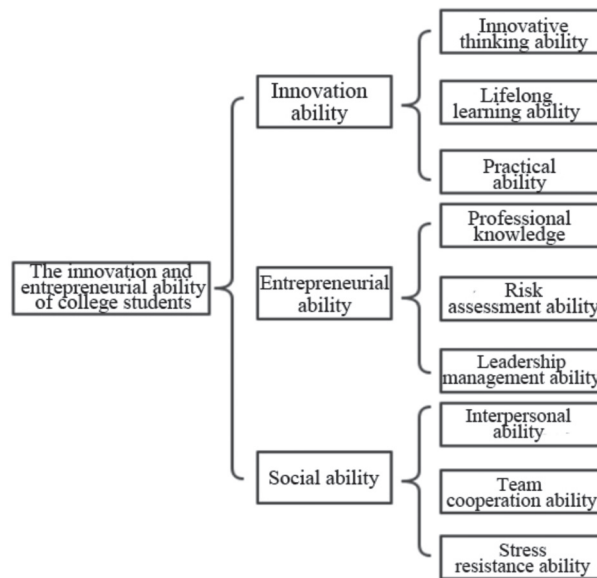 Innovative
thinking ability
Innovation
ability
Lifelong
learning ability
Practical
ability
Professional
knowledge
The innovation and
entrepreneurial ability
of college students
Entrepreneurial
ability
Risk
assessment ability
Leadership
management ability
Interpersonal
ability
Social ability
Team
cooperation ability
Stress
resistance ability